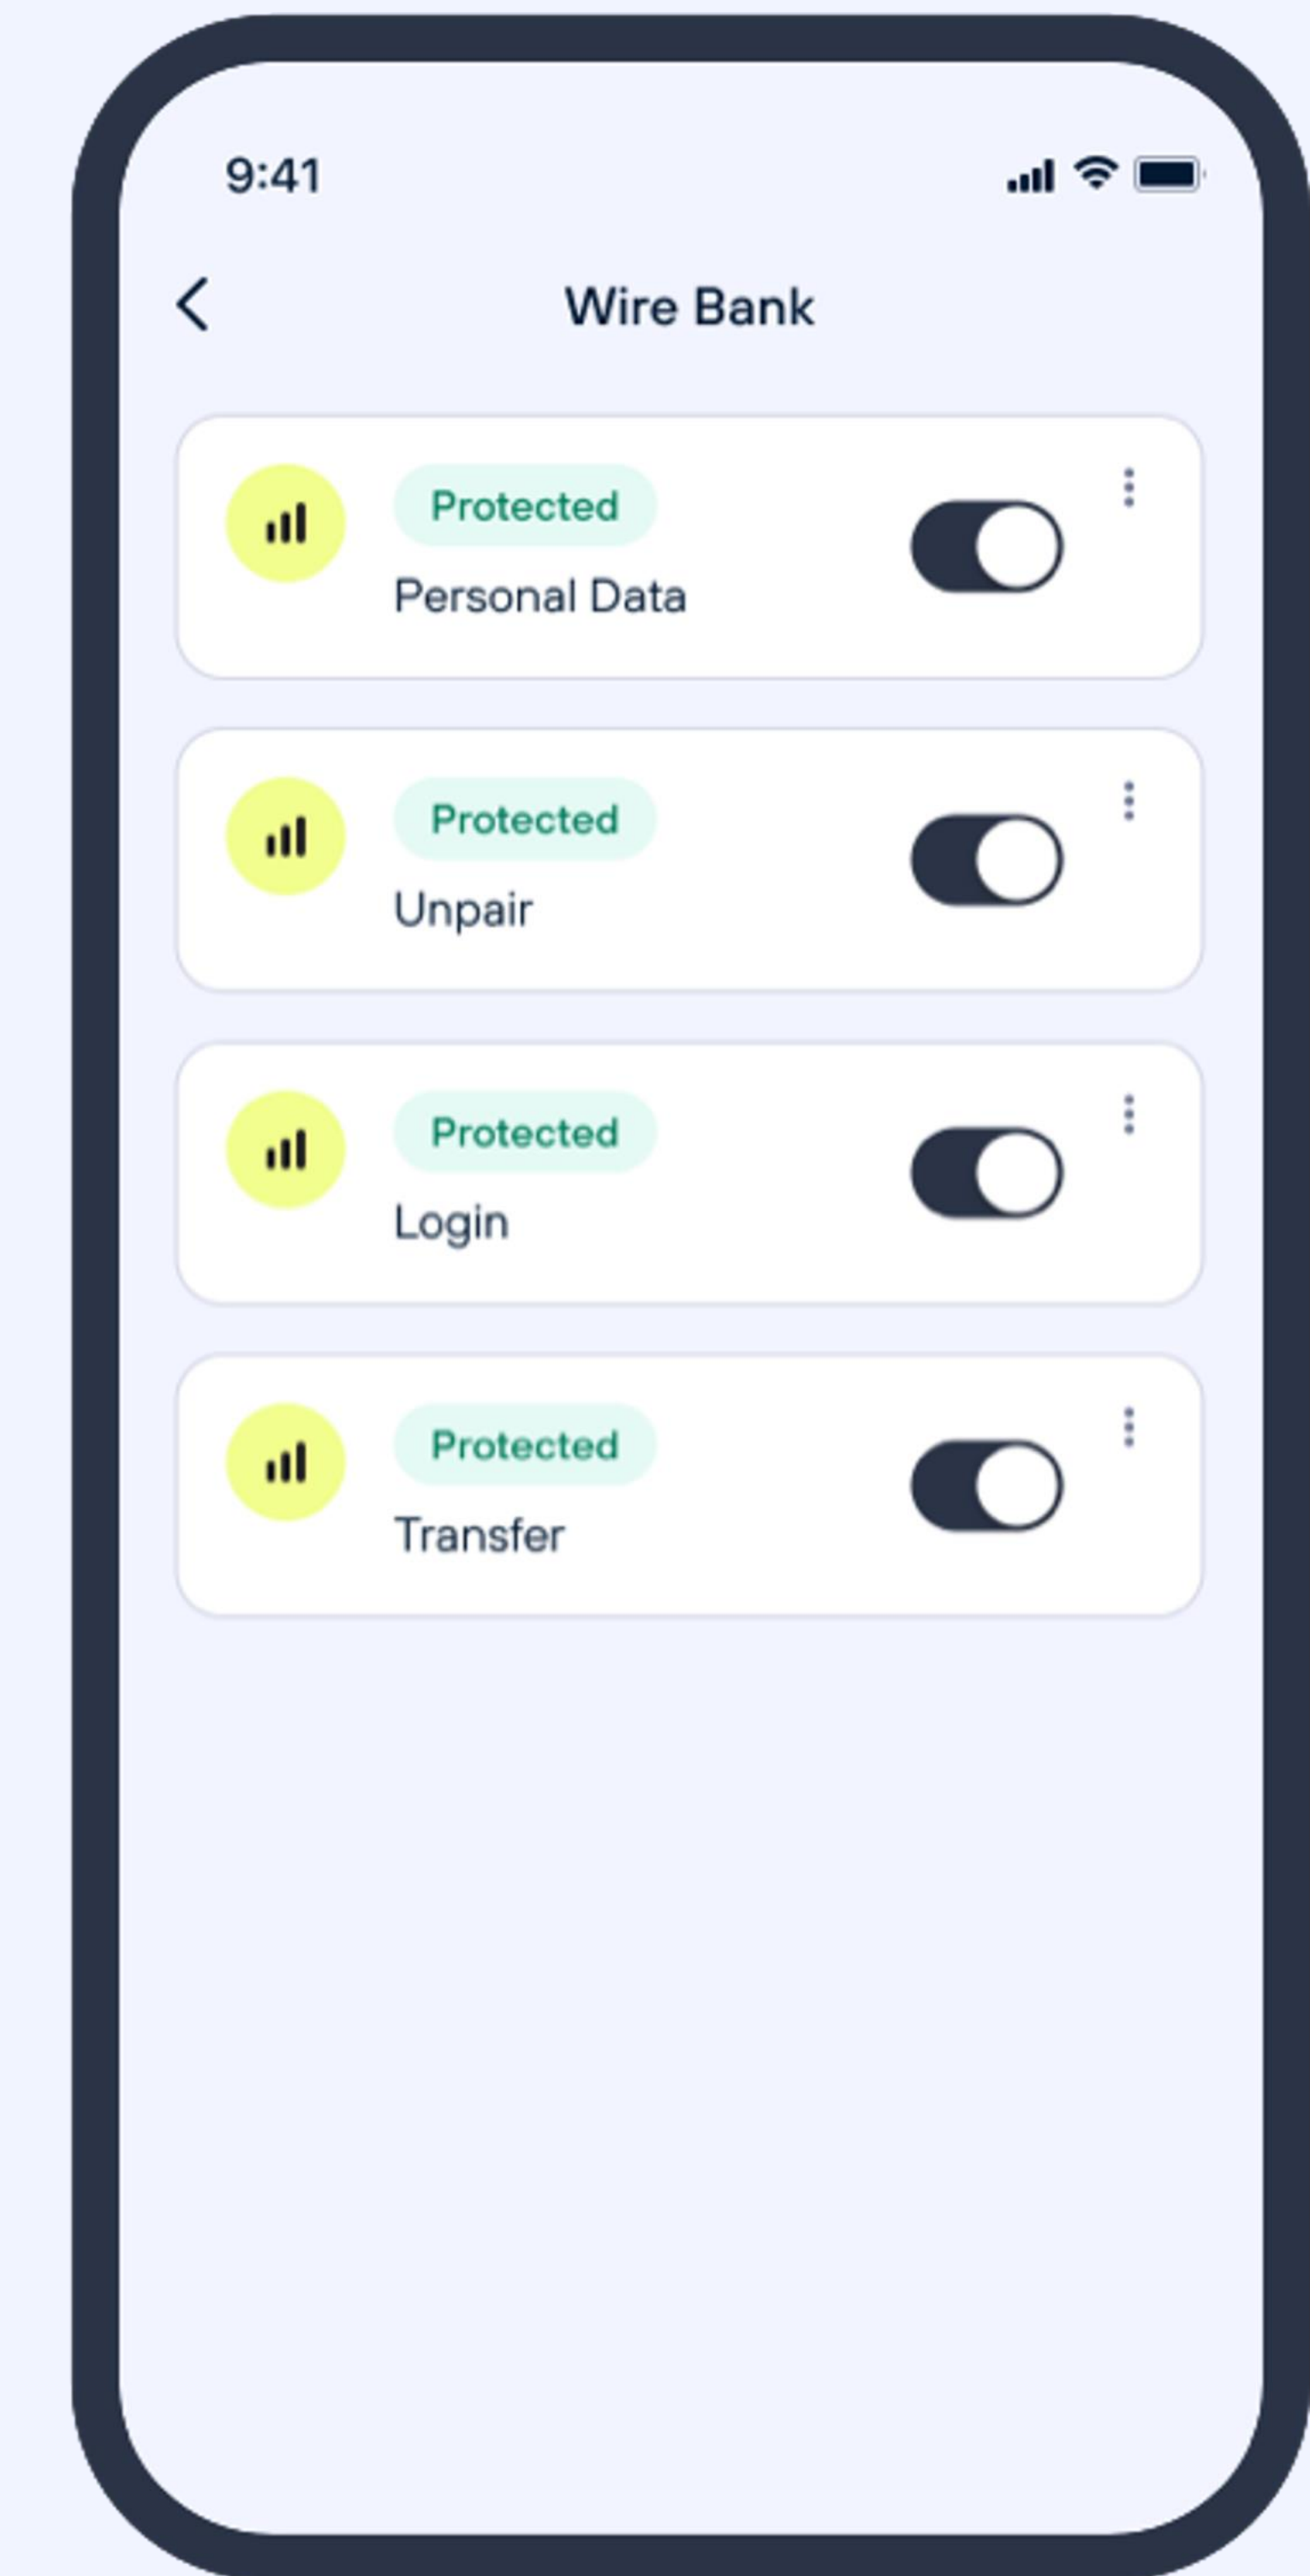 9:41
Wire Bank
Protected
Personal Data
Protected
Unpair
Protected
Login
Protected
Transfer